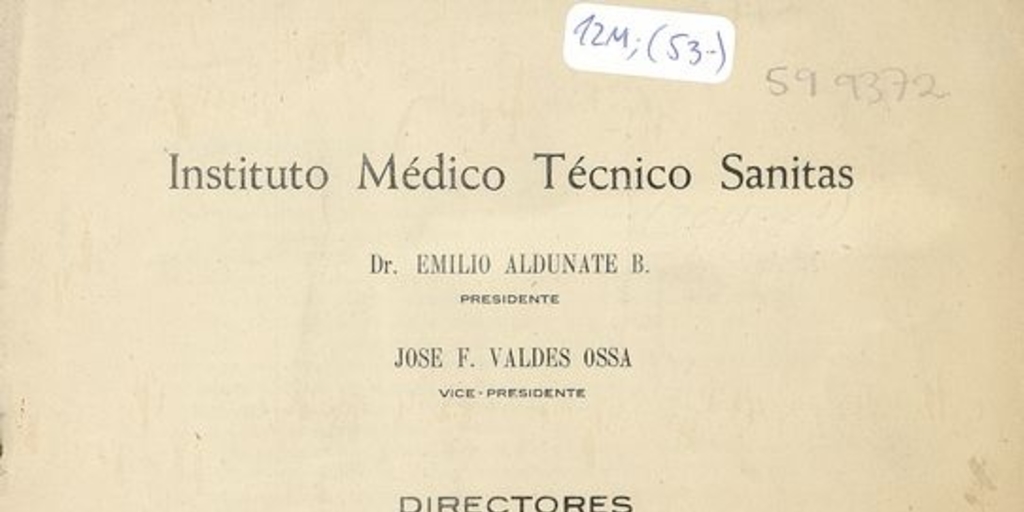 12M; (53-)
59 9372
Instituto Médico Técnico Sanitas
Dr. EMILIO ALDUNATE B.
PRESIDENTE
JOSE F. VALDES OSSA
VICE-PRESIDENTE
DIRECTORES